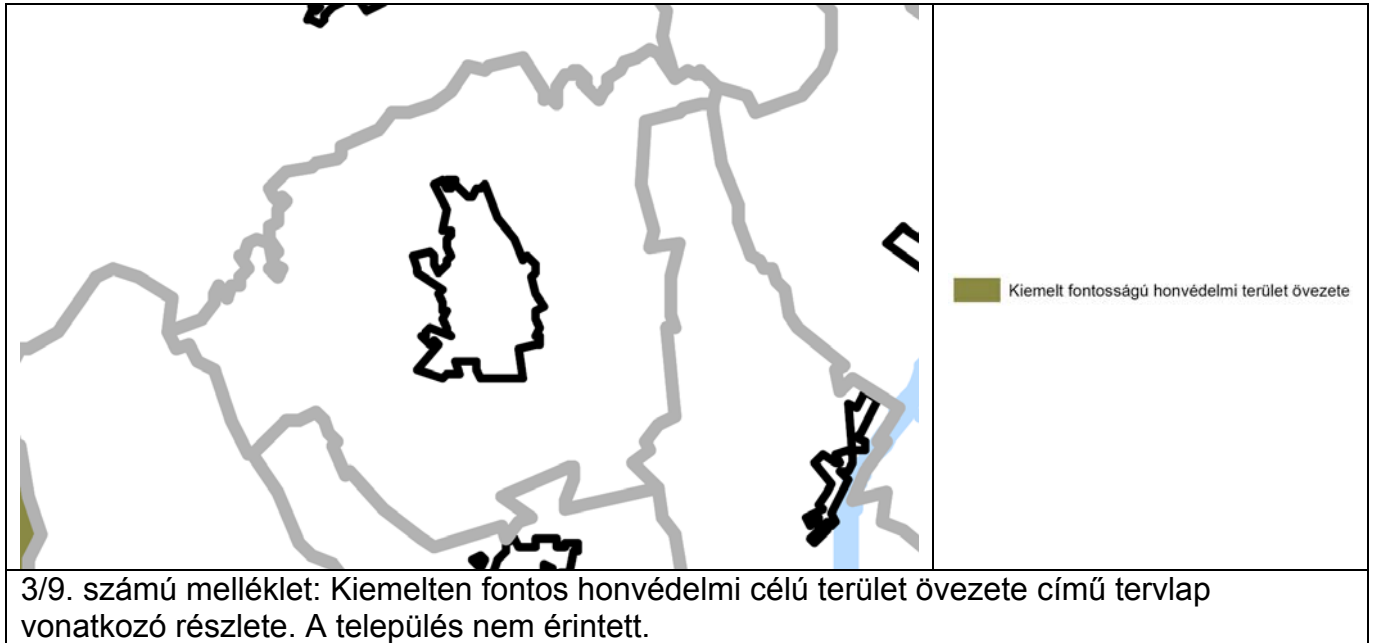 Kiemelt fontosságú honvédelmi terület övezete
3/9. számú melléklet: Kiemelten fontos honvédelmi célú terület övezete című tervlap
vonatkozó részlete. A település nem érintett.